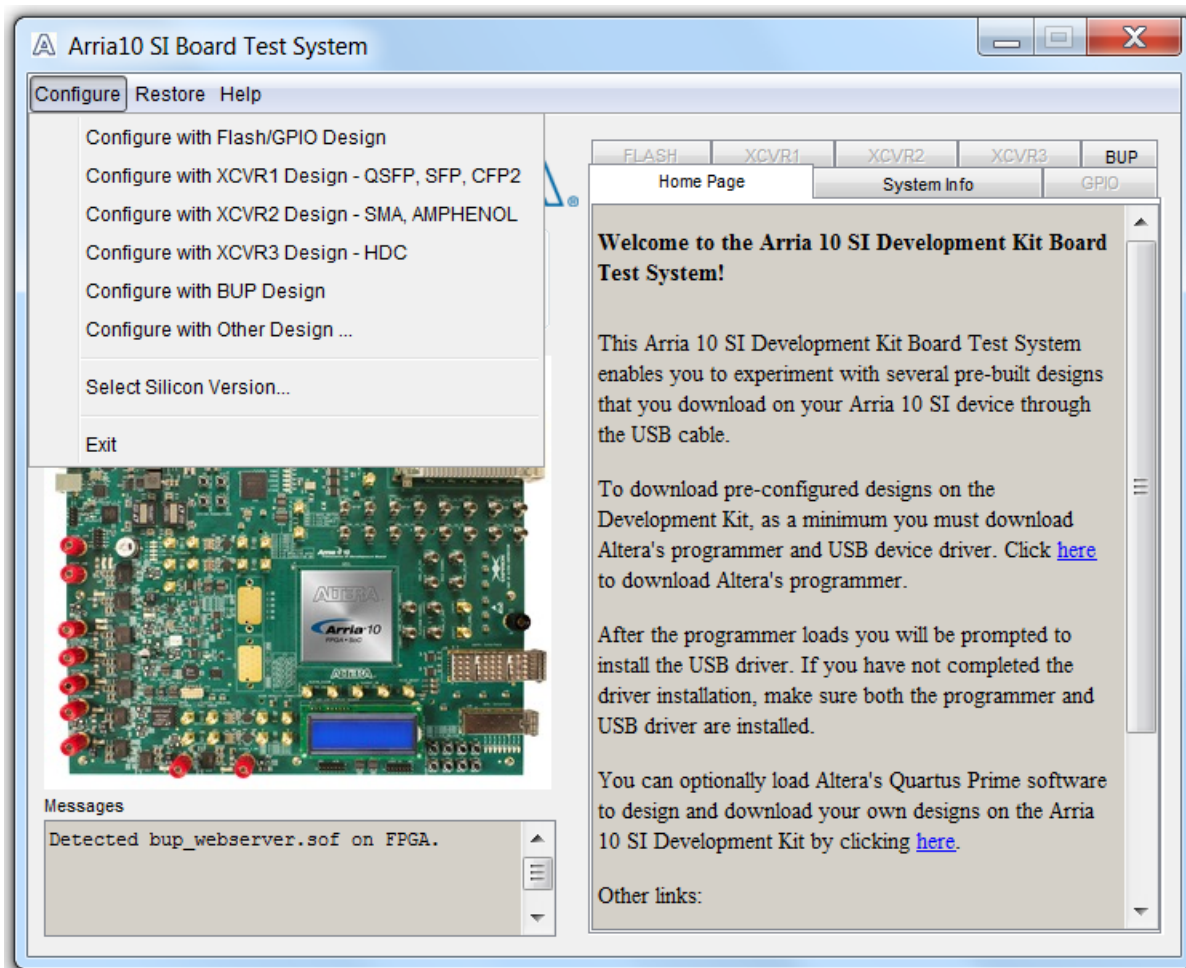 Arria10 SI Board Test System
Configure Restore Help
Configure with Flash/GPIO Design
Configure with XCVR1 Design - QSFP, SFP, CFP2
Configure with XCVR2 Design - SMA, AMPHENOL
Configure with XCVR3 Design - HDC
Configure with BUP Design
Configure with Other Design ...
Select Silicon Version...
Exit
FLASH XCVR1 XCVR2 XCVR3 BUP
Home Page System Info GPIO
Welcome to the Arria 10 SI Development Kit Board
Test System!
This Arria 10 SI Development Kit Board Test System
enables you to experiment with several pre-built designs
that you download on your Arria 10 SI device through
the USB cable.
To download pre-configured designs on the
Development Kit, as a minimum you must download
Altera's programmer and USB device driver. Click here
to download Altera's programmer.
After the programmer loads you will be prompted to
install the USB driver. If you have not completed the
driver installation, make sure both the programmer and
USB driver are installed.
You can optionally load Altera's Quartus Prime software
to design and download your own designs on the Arria
10 SI Development Kit by clicking here.
Other links:
Arria 10
ALTERA
Arria 10
FPGA • SoC
ALTERA
Messages
Detected bup_webserver.sof on FPGA.